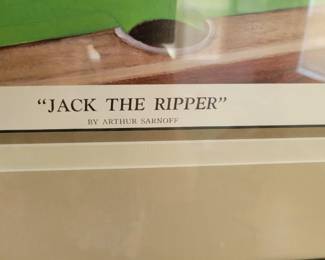 "JACK THE RIPPER"
BY ARTHUR SARNOFF